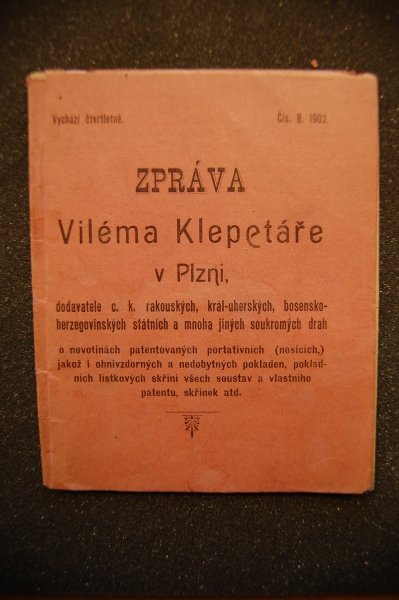 Vychází čtvrtletně. Čís. 8. 1902.
ZPRÁVA
Viléma Klepetáře
v Plzni,
dodavatele c. k. rakouských, král-uherských, bosensko-
herzegovinských státních a mnoha jiných soukromých drah
o novotinách patentovaných portativních (nosicích,)
jakož i ohnivzdorných a nedobytných pokladen, poklad-
ních lístkových skříní všech soustav a vlastního
patentu, skřínek atd.